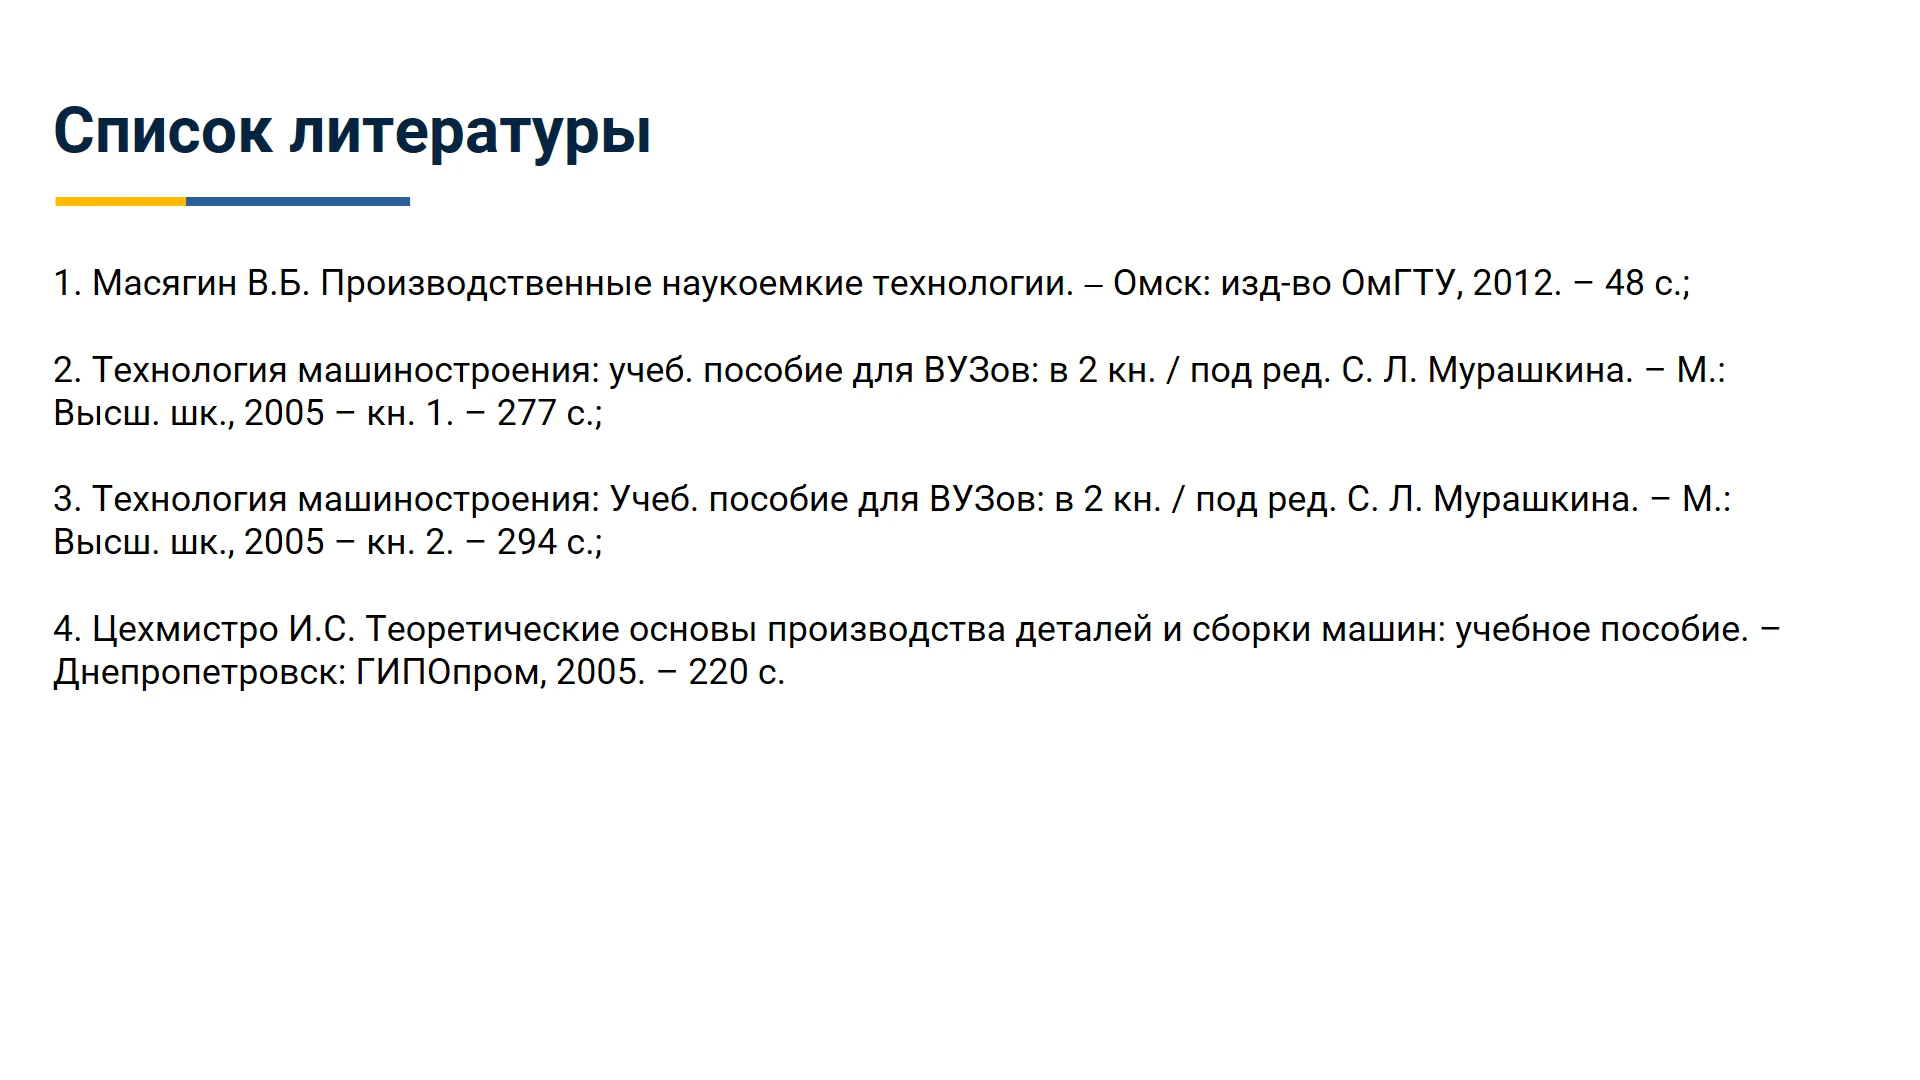 Список литературы
1. Масягин В.Б. Производственные наукоемкие технологии. – Омск: изд-во ОмГТУ, 2012. – 48 с.;
2. Технология машиностроения: учеб. пособие для ВУЗов: в 2 кн. / под ред. С. Л. Мурашкина. – М.:
Высш. шк., 2005 – кн. 1. – 277 с.;
3. Технология машиностроения: Учеб. пособие для ВУЗов: в 2 кн. / под ред. С. Л. Мурашкина. – М.:
Высш. шк., 2005 – кн. 2. – 294 с.;
4. Цехмистро И.С. Теоретические основы производства деталей и сборки машин: учебное пособие. –
Днепропетровск: ГИПОпром, 2005. – 220 с.